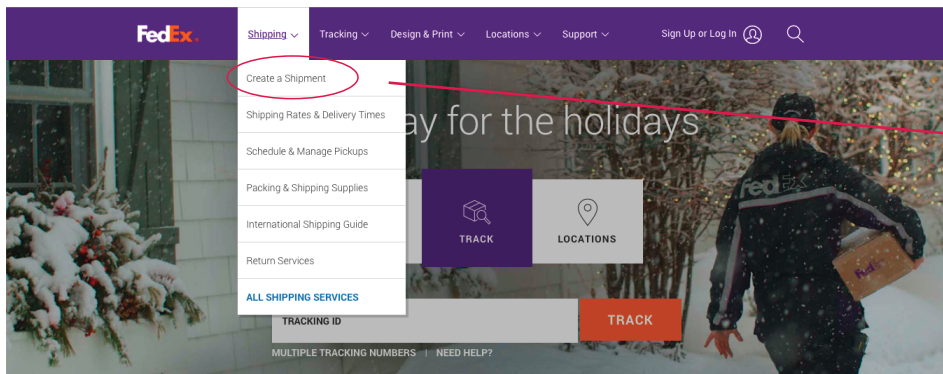 FedEx.
Shipping
Tracking
Design & Print
Locations
Support
Sign Up or Log In
Create a Shipment
Shipping Rates & Delivery Times
Schedule & Manage Pickups
Packing & Shipping Supplies
International Shipping Guide
Return Services
ALL SHIPPING SERVICES
for the holidays
TRACK
LOCATIONS
TRACKING ID
TRACK
MULTIPLE TRACKING NUMBERS | NEED HELP?
FedEx
FedEx